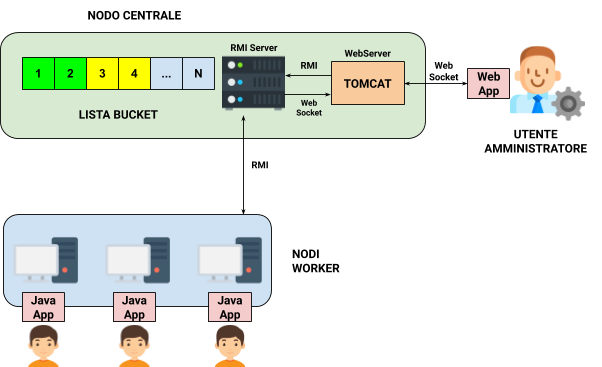 NODO CENTRALE
RMI Server
WebServer
1 2 3 4 ... N
RMI
TOMCAT
Web
Socket
Web
Socket
Web
App
LISTA BUCKET
UTENTE
AMMINISTRATORE
RMI
NODI
WORKER
Java
App
Java
App
Java
App